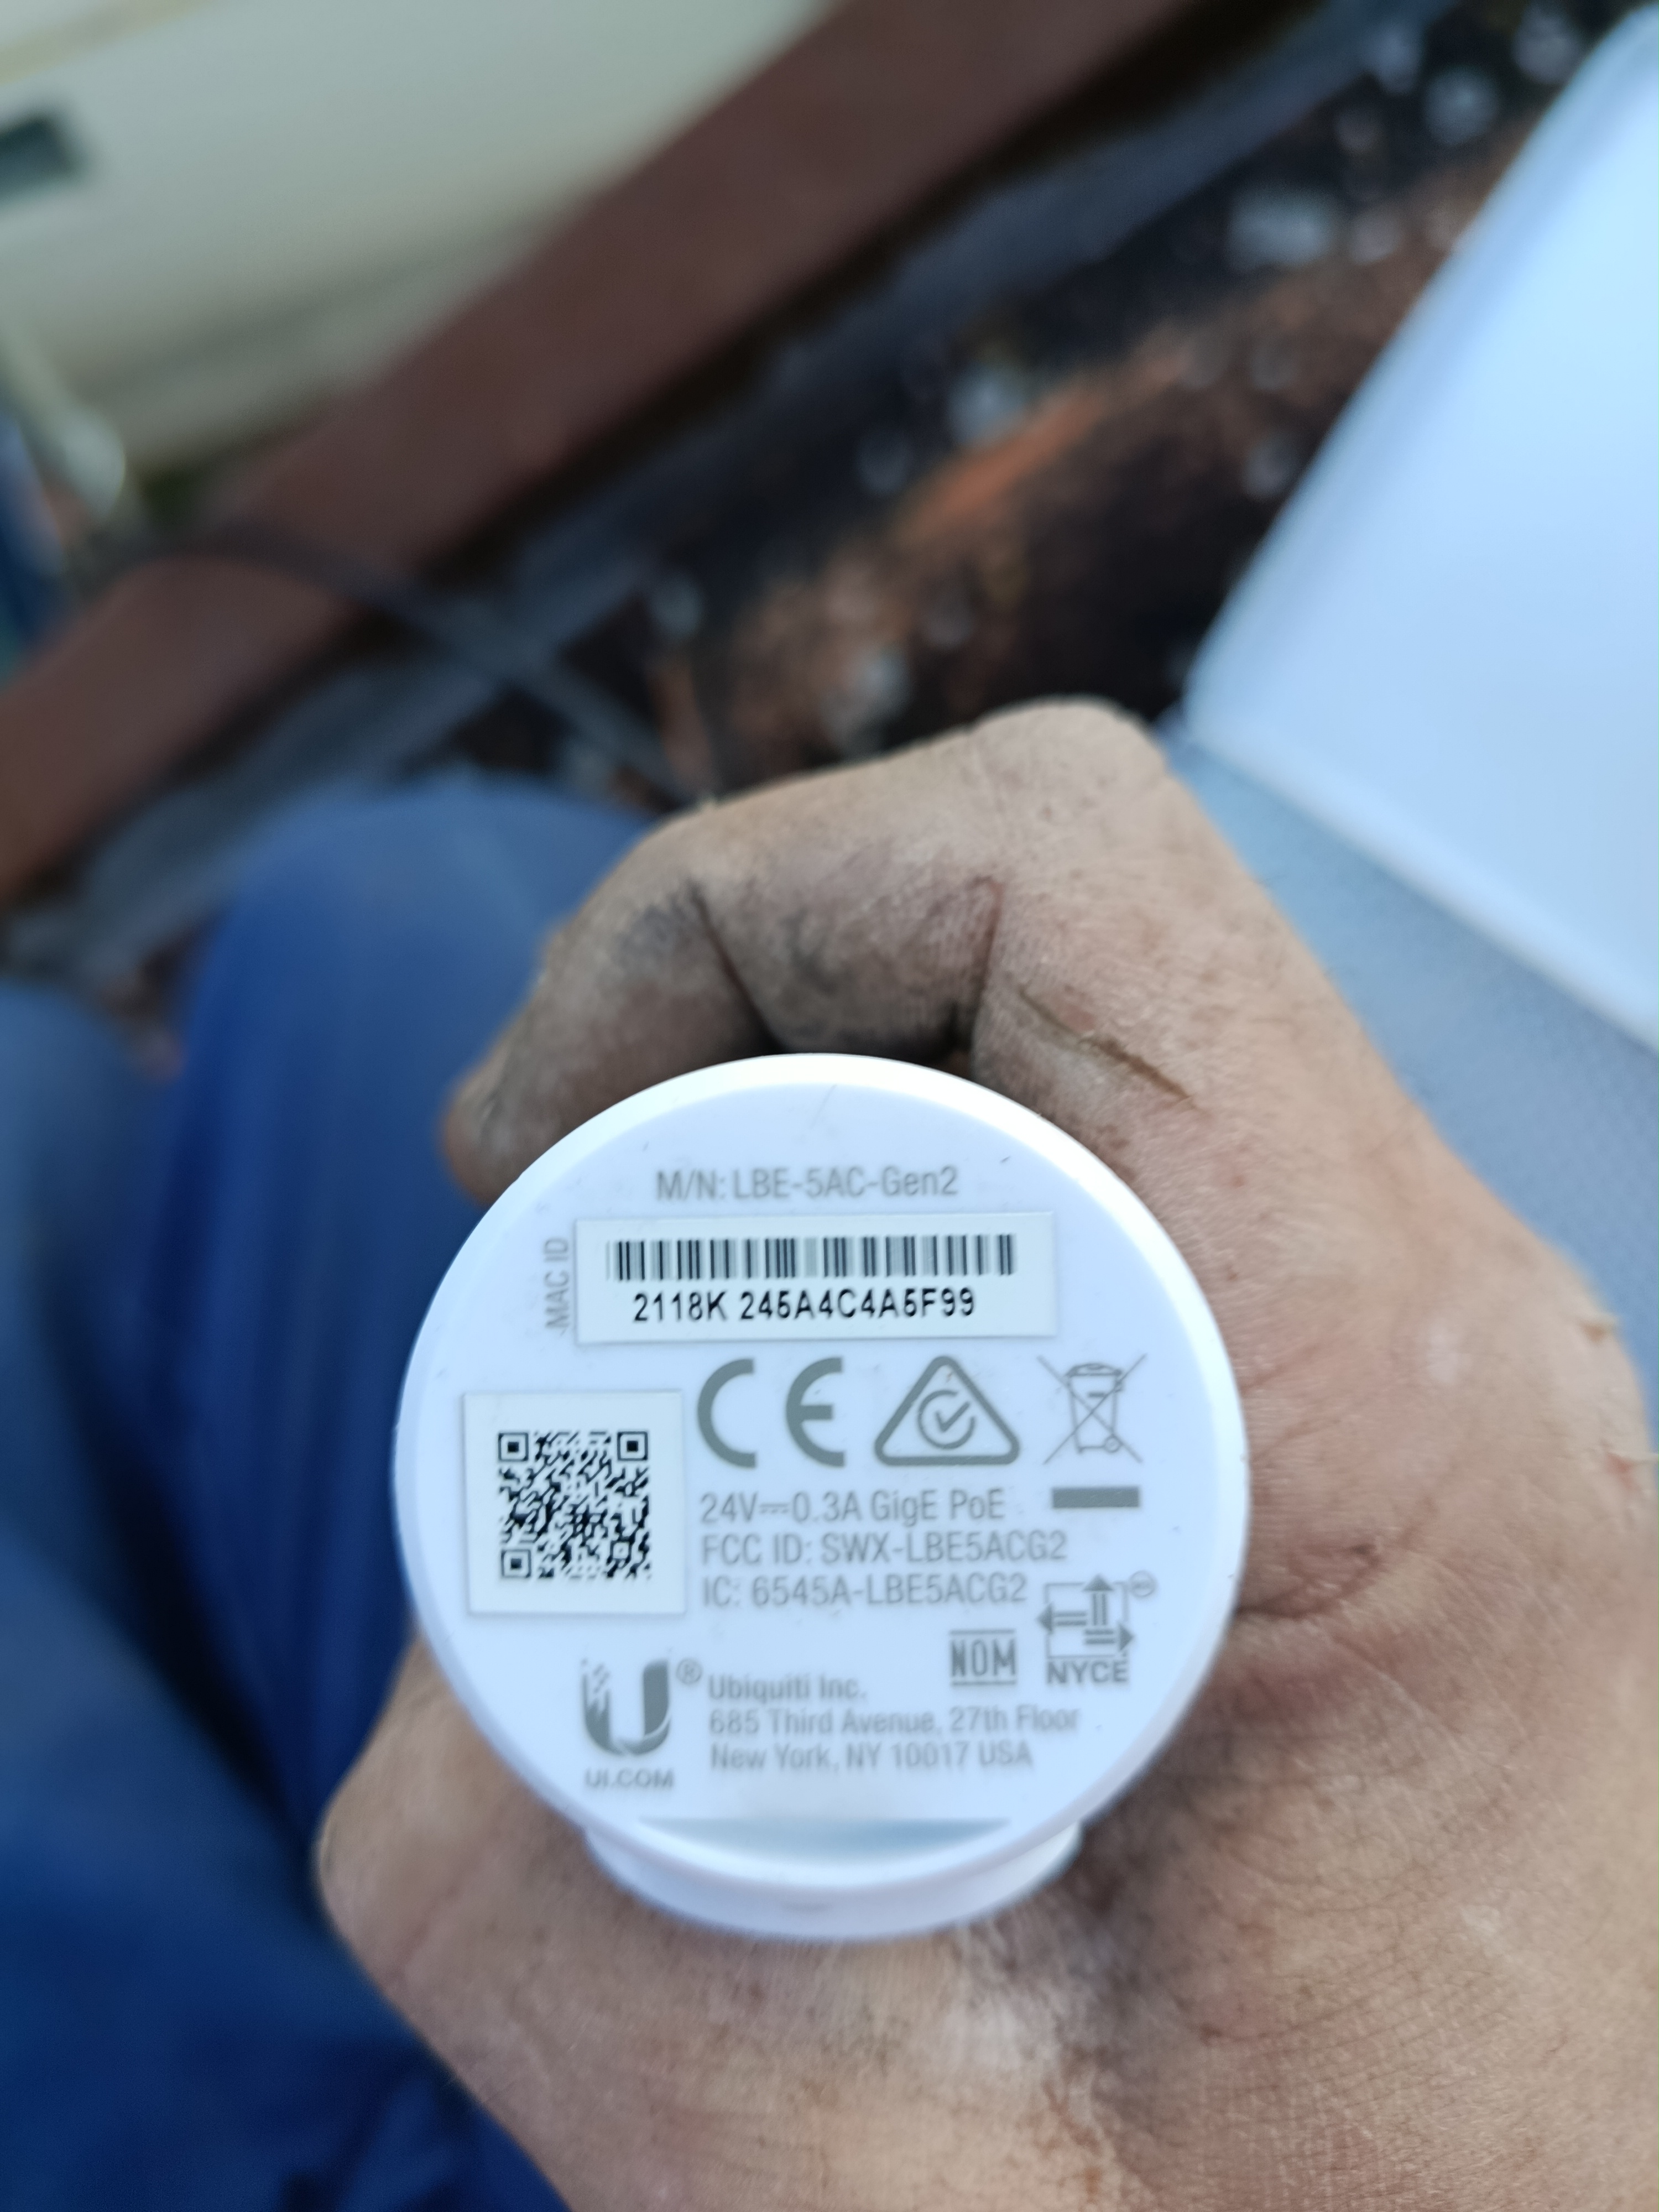 M/N: LBE-5AC-Gen2
MAC ID
2118K 245A4C4A5F99
24V⎓0.3A GigE PoE
FCC ID: SWX-LBE5ACG2
IC: 6545A-LBE5ACG2
NOM
NYCE
U®
Ubiquiti Inc.
685 Third Avenue, 27th Floor
New York, NY 10017 USA
UI.COM